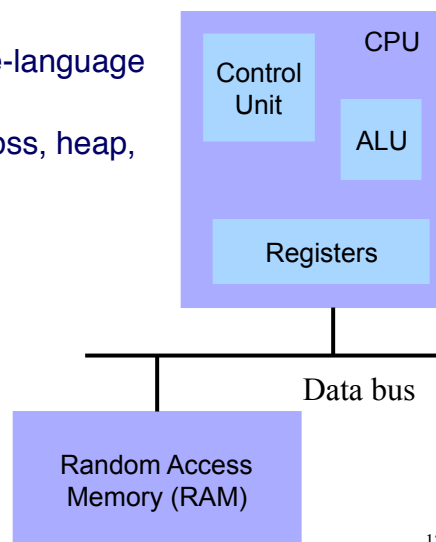 e-language
oss, heap,
CPU
Control
Unit
ALU
Registers
Data bus
Random Access
Memory (RAM)